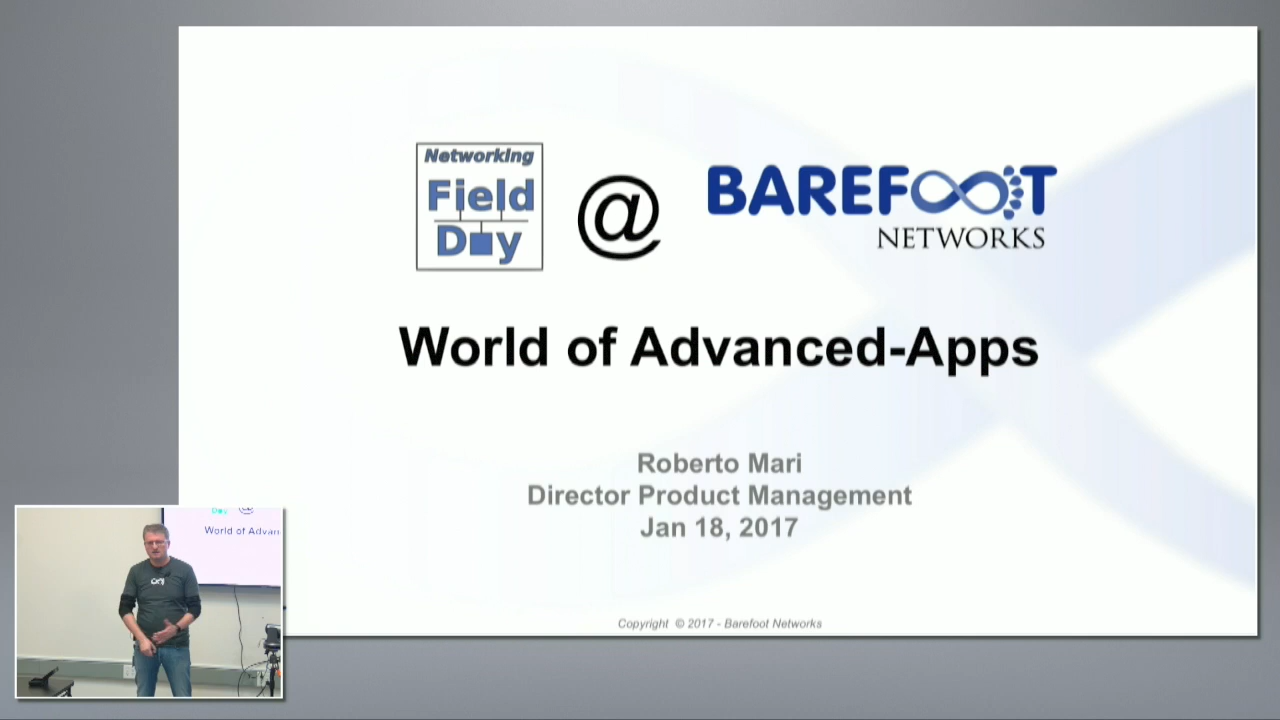 Networking
Field
Day
@
BAREFOOT
NETWORKS
World of Advanced-Apps
Roberto Mari
Director Product Management
Jan 18, 2017
Copyright © 2017 - Barefoot Networks
Day @
World of Advan